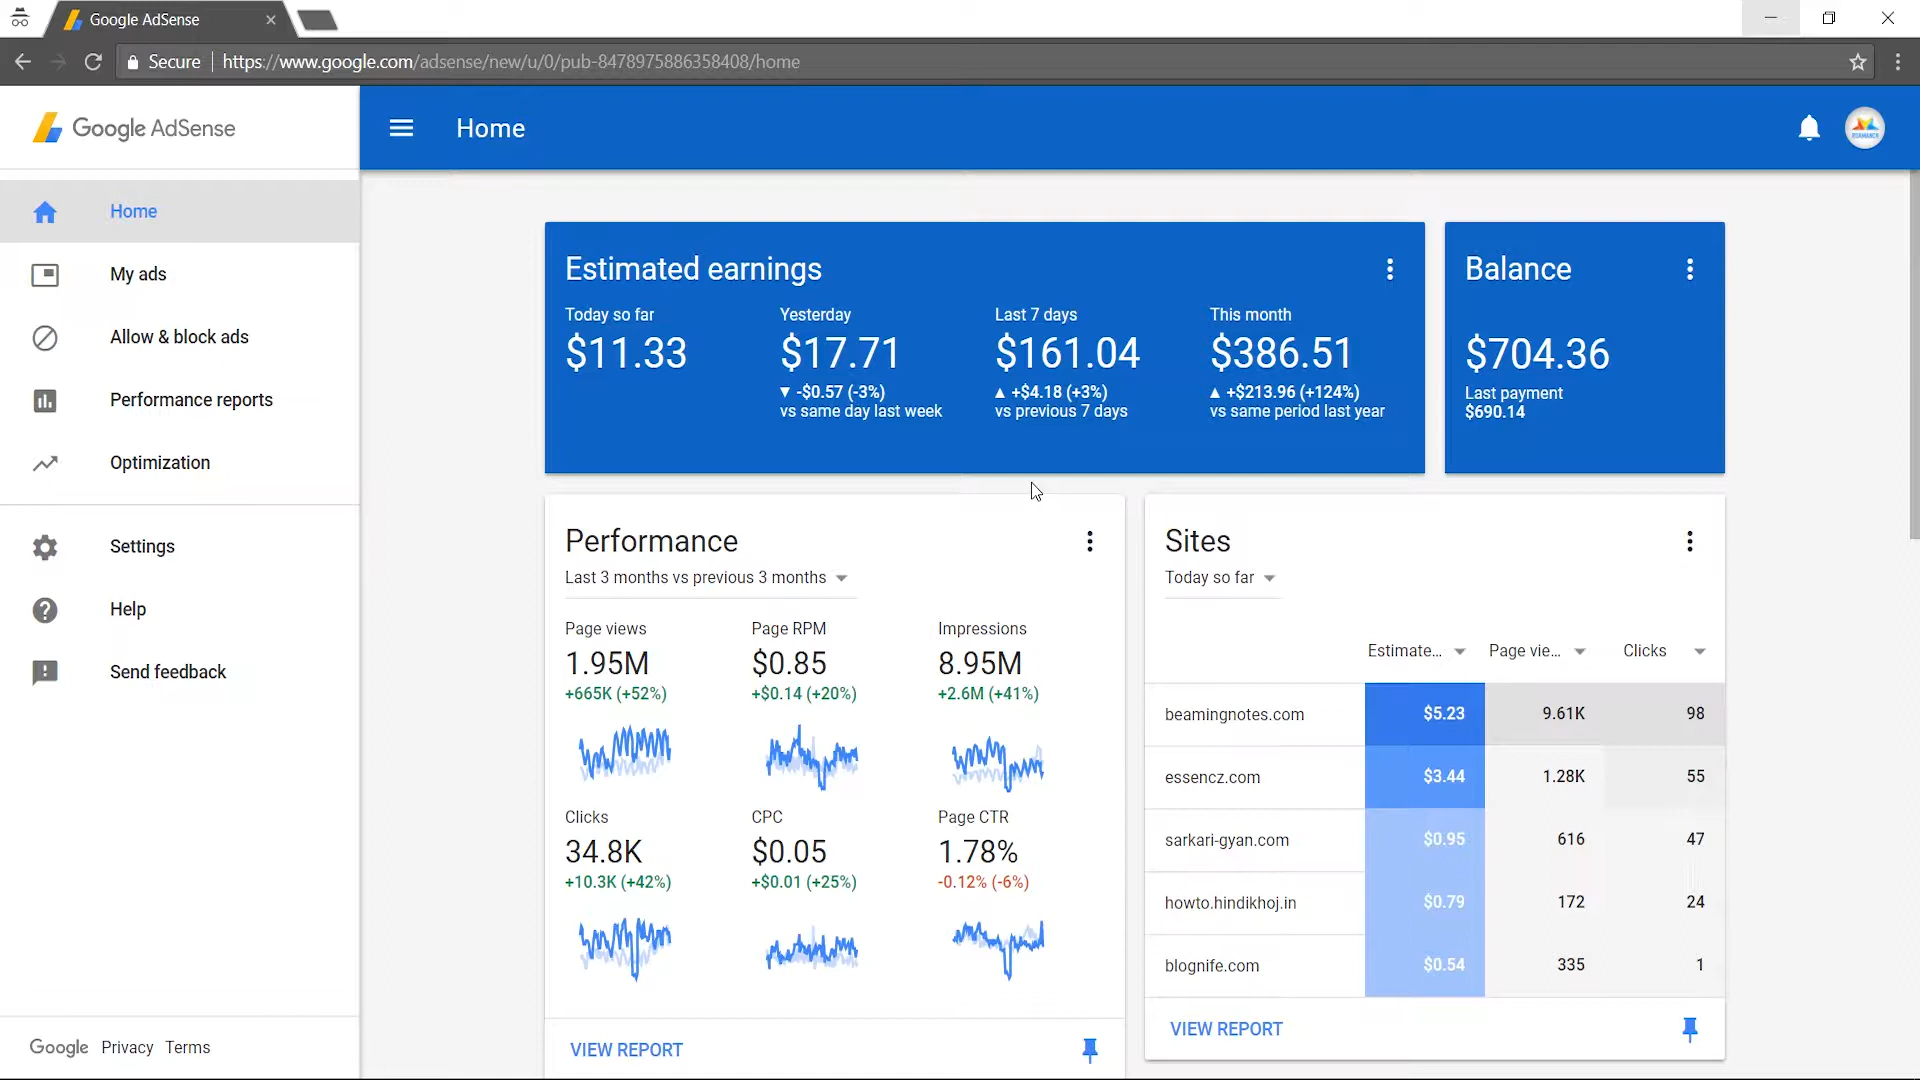 Google AdSense
Secure https://www.google.com/adsense/new/u/0/pub-8478975886358408/home
Google AdSense
Home
Home
My ads
Allow & block ads
Performance reports
Optimization
Settings
Help
Send feedback
Google Privacy Terms
Estimated earnings
Today so far
$11.33
Yesterday
$17.71
▼ -$0.57 (-3%)
vs same day last week
Last 7 days
$161.04
▲ +$4.18 (+3%)
vs previous 7 days
This month
$386.51
▲ +$213.96 (+124%)
vs same period last year
Balance
$704.36
Last payment
$690.14
Performance
Last 3 months vs previous 3 months
Page views
1.95M
+665K (+52%)
Page RPM
$0.85
+$0.14 (+20%)
Impressions
8.95M
+2.6M (+41%)
Clicks
34.8K
+10.3K (+42%)
CPC
$0.05
+$0.01 (+25%)
Page CTR
1.78%
-0.12% (-6%)
VIEW REPORT
Sites
Today so far
Estimate... Page vie... Clicks
beamingnotes.com $5.23 9.61K 98
essencz.com $3.44 1.28K 55
sarkari-gyan.com $0.95 616 47
howto.hindikhoj.in $0.79 172 24
blognife.com $0.54 335 1
VIEW REPORT